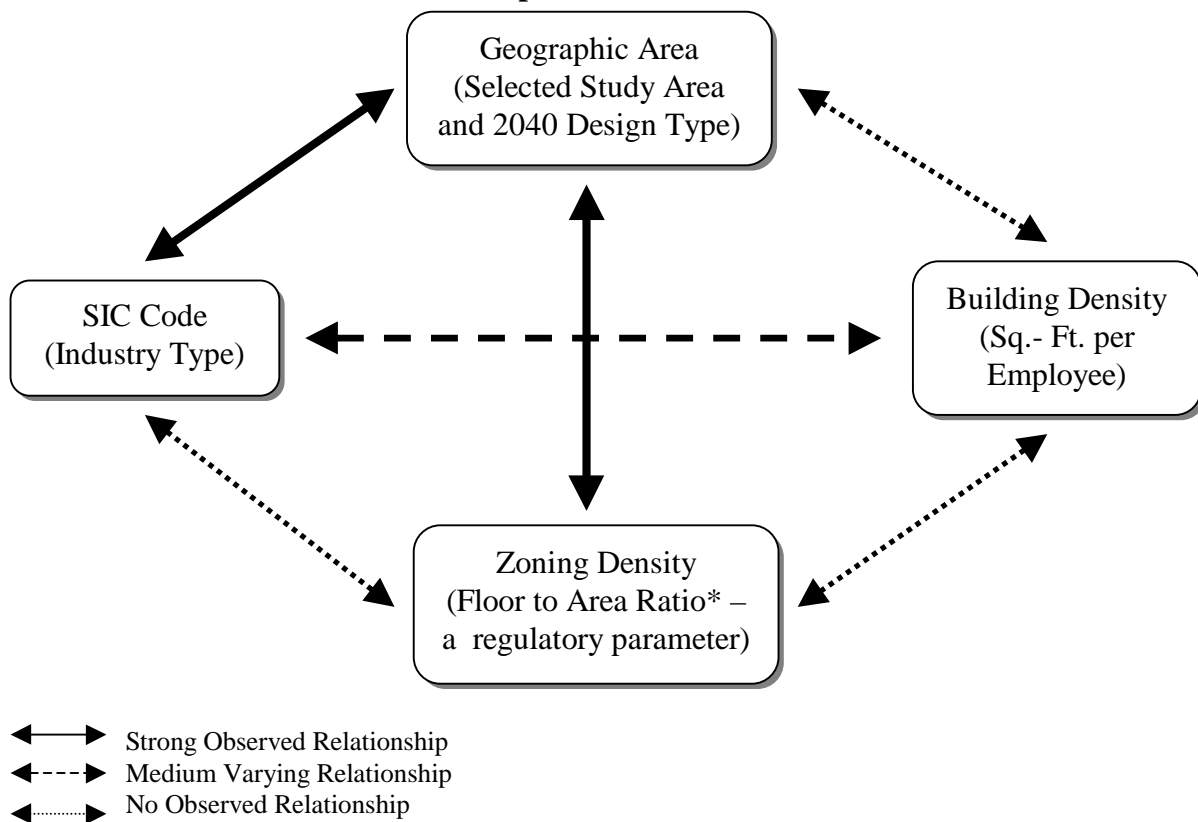 Geographic Area
(Selected Study Area
and 2040 Design Type)
SIC Code
(Industry Type)
Building Density
(Sq.- Ft. per
Employee)
Zoning Density
(Floor to Area Ratio* –
a regulatory parameter)
Strong Observed Relationship
Medium Varying Relationship
No Observed Relationship